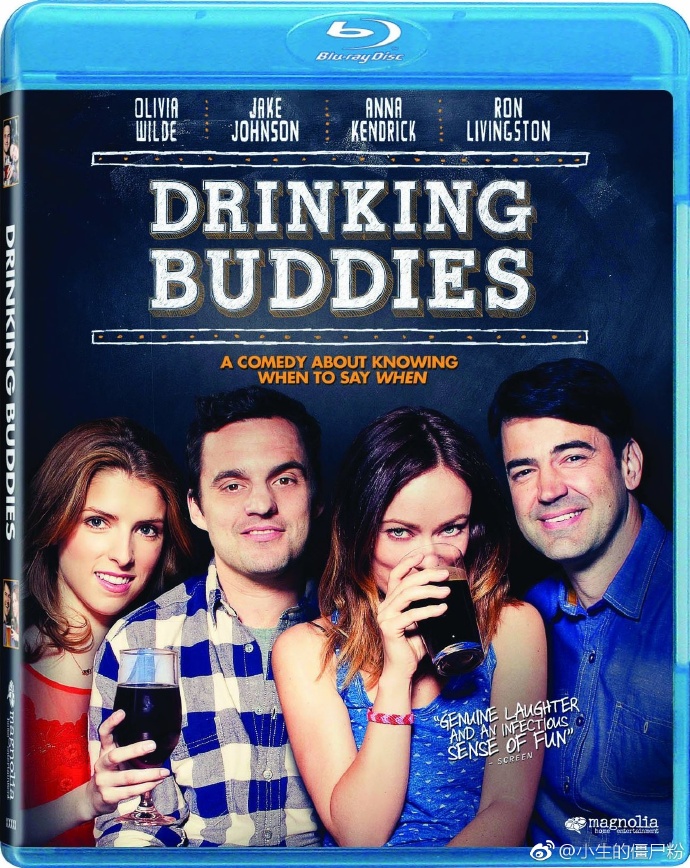 Blu-ray Disc
OLIVIA WILDE
JAKE JOHNSON
ANNA KENDRICK
RON LIVINGSTON
DRINKING
BUDDIES
A COMEDY ABOUT KNOWING
WHEN TO SAY WHEN
DRINKING BUDDIES
"GENUINE LAUGHTER
AND AN INFECTIOUS
SENSE OF FUN"
- SCREEN
magnolia
home entertainment
magnolia
@小生的僵尸粉